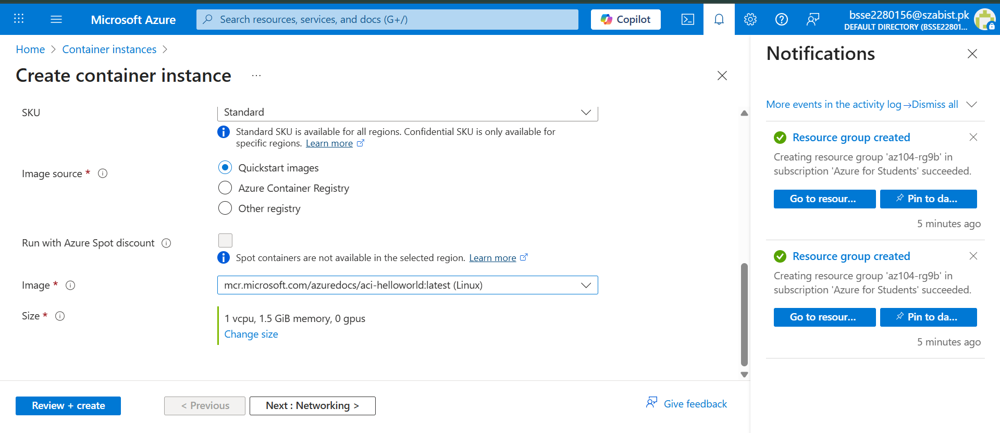 Microsoft Azure
Search resources, services, and docs (G+/)
Copilot
bsse2280156@szabist.pk
DEFAULT DIRECTORY (BSSE22801...
Home > Container instances >
Create container instance ...
SKU
Standard
Standard SKU is available for all regions. Confidential SKU is only available for
specific regions. Learn more
Image source *
Quickstart images
Azure Container Registry
Other registry
Run with Azure Spot discount
Spot containers are not available in the selected region. Learn more
Image *
mcr.microsoft.com/azuredocs/aci-helloworld:latest (Linux)
Size *
1 vcpu, 1.5 GiB memory, 0 gpus
Change size
Review + create
< Previous
Next : Networking >
Give feedback
Notifications
More events in the activity log → Dismiss all
Resource group created
Creating resource group 'az104-rg9b' in
subscription 'Azure for Students' succeeded.
Go to resour...
Pin to da...
5 minutes ago
Resource group created
Creating resource group 'az104-rg9b' in
subscription 'Azure for Students' succeeded.
Go to resour...
Pin to da...
5 minutes ago